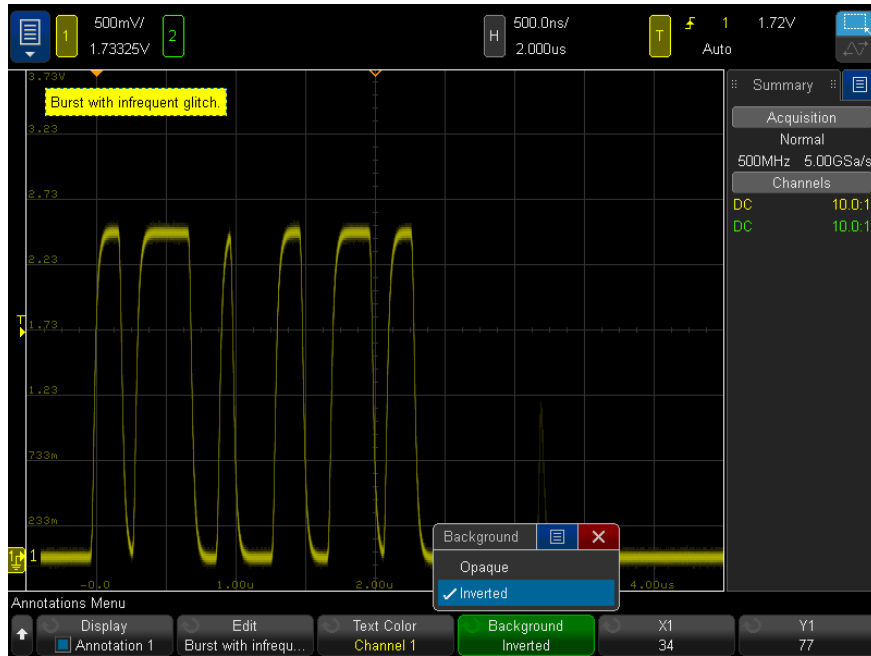 500mV/ 500.0ns/ 1 1.72V
1 2 H T
1.73325V 2.000us Auto
3.73V
Burst with infrequent glitch.
Summary
Acquisition
3.23
Normal
500MHz 5.00GSa/s
Channels
2.73
DC 10.0:1
DC 10.0:1
2.23
T
1.73
1.23
733m
233m
Background
1
Opaque
Inverted
-0.0 1.00u 2.00u 4.00us
Annotations Menu
Display Edit Text Color Background X1 Y1
Annotation 1 Burst with infrequ... Channel 1 Inverted 34 77